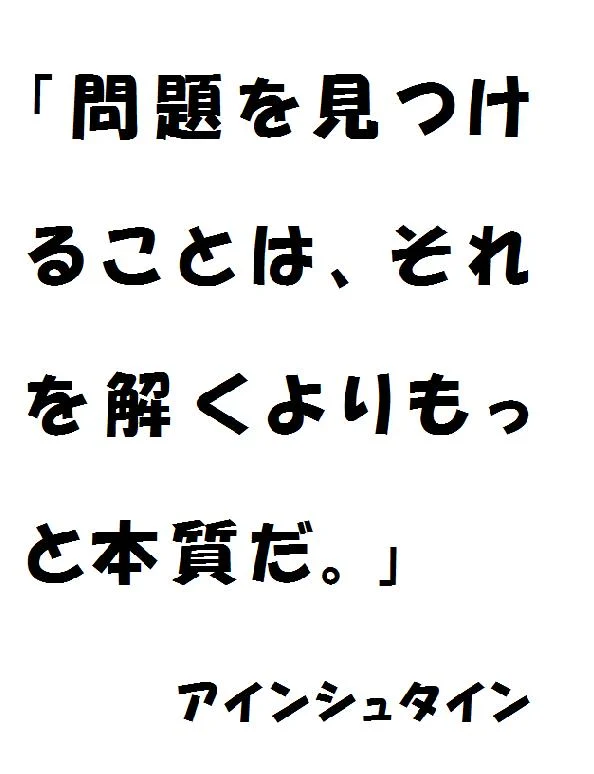 「問題を見つけ
ることは、それ
を解くよりもっ
と本質だ。」
アインシュタイン